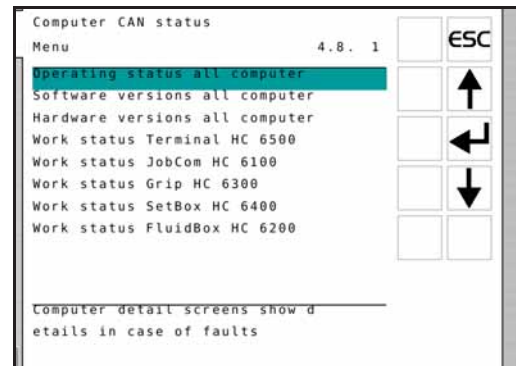 Computer CAN status
Menu 4.8. 1
ESC
Operating status all computer
Software versions all computer
Hardware versions all computer
Work status Terminal HC 6500
Work status JobCom HC 6100
Work status Grip HC 6300
Work status SetBox HC 6400
Work status FluidBox HC 6200
Computer detail screens show d
etails in case of faults